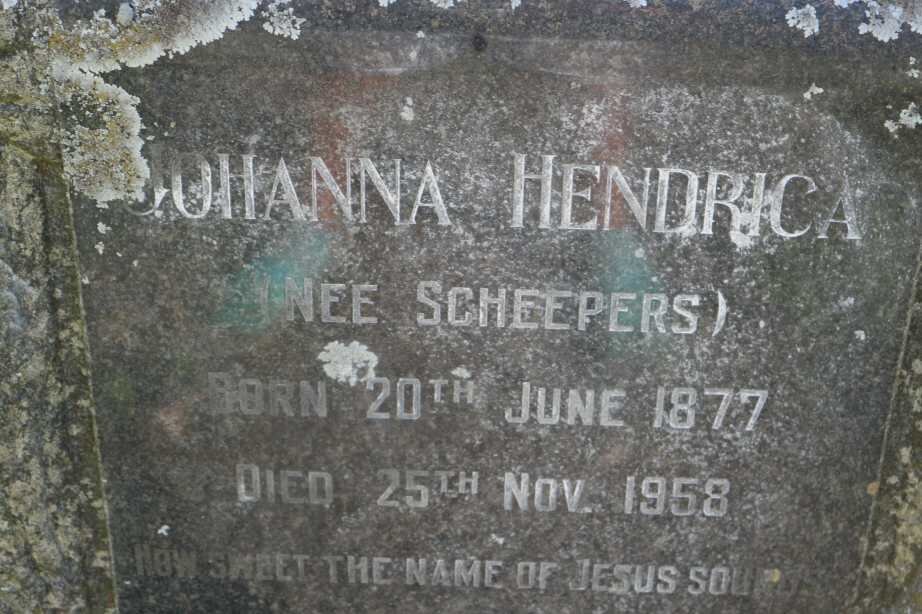 JOHANNA HENDRICA
(NEE SCHEEPERS)
BORN 20TH JUNE 1877
DIED 25TH NOV. 1958
HOW SWEET THE NAME OF JESUS SOUNDS